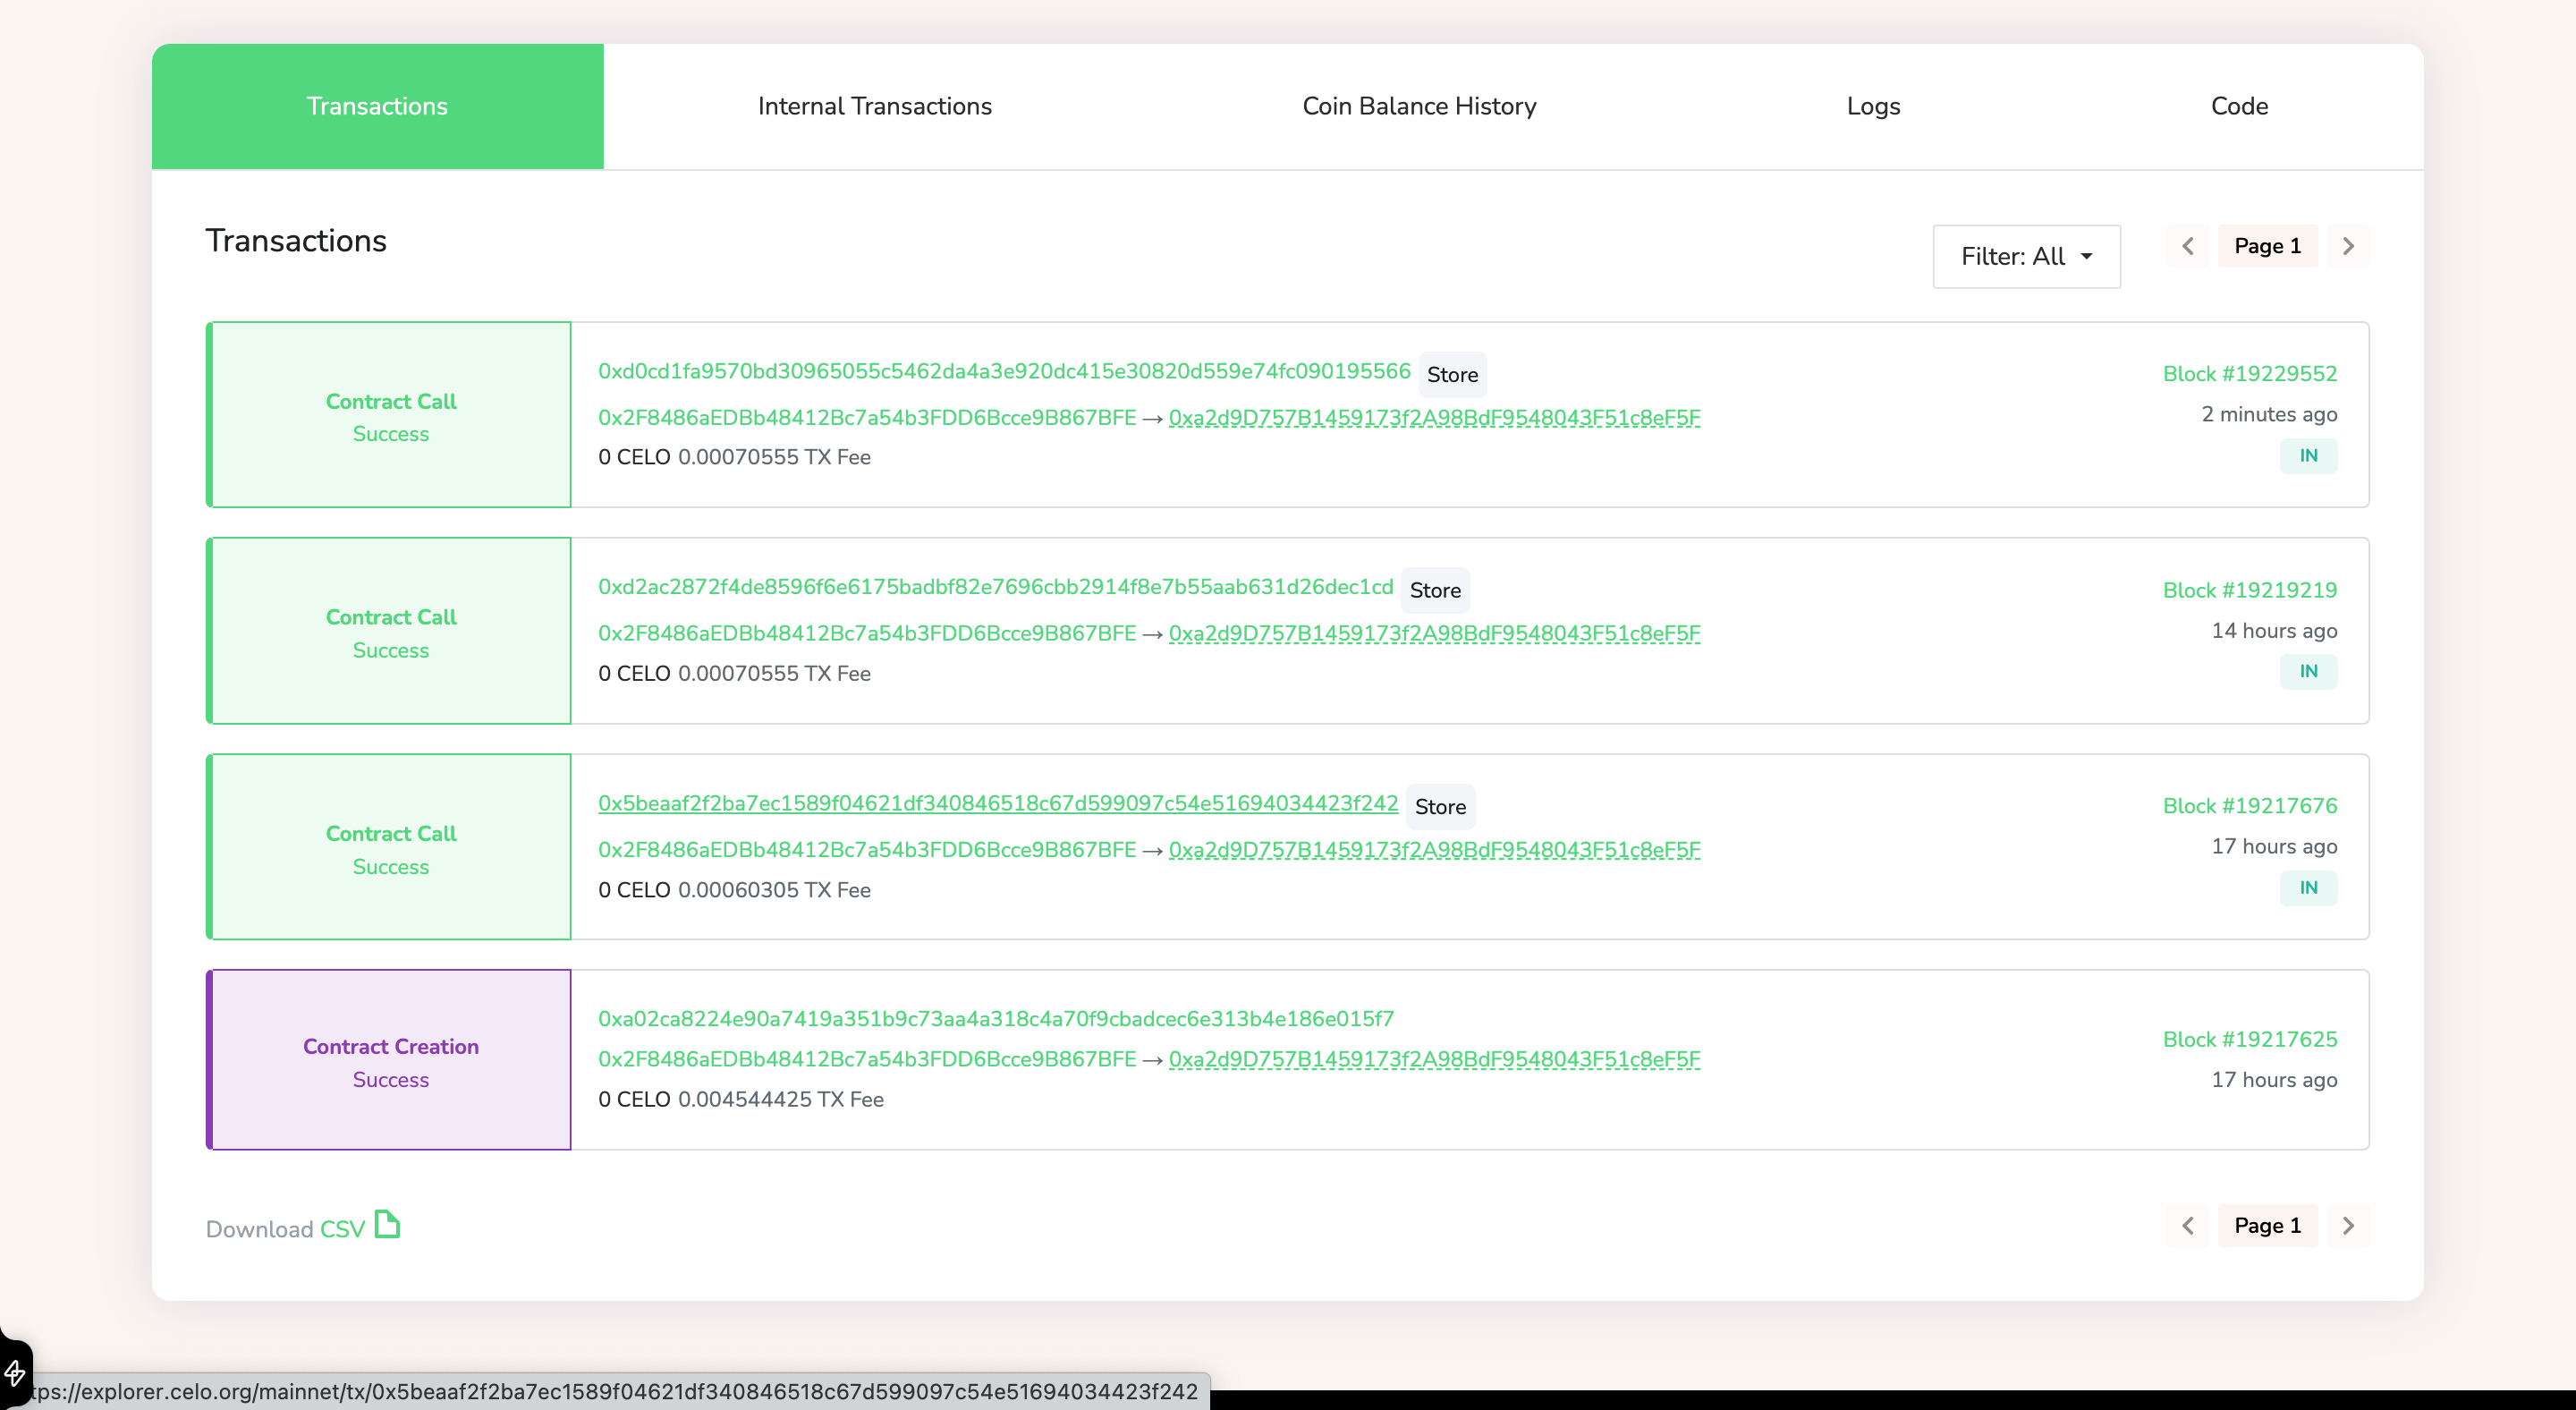 Transactions
Internal Transactions
Coin Balance History
Logs
Code
Transactions
Filter: All
Page 1
Contract Call
Success
0xd0cd1fa9570bd30965055c5462da4a3e920dc415e30820d559e74fc090195566 Store
0x2F8486aEDBb48412Bc7a54b3FDD6Bcce9B867BFE → 0xa2d9D757B1459173f2A98BdF9548043F51c8eF5F
0 CELO 0.00070555 TX Fee
Block #19229552
2 minutes ago
IN
Contract Call
Success
0xd2ac2872f4de8596f6e6175badbf82e7696cbb2914f8e7b55aab631d26dec1cd Store
0x2F8486aEDBb48412Bc7a54b3FDD6Bcce9B867BFE → 0xa2d9D757B1459173f2A98BdF9548043F51c8eF5F
0 CELO 0.00070555 TX Fee
Block #19219219
14 hours ago
IN
Contract Call
Success
0x5beaaf2f2ba7ec1589f04621df340846518c67d599097c54e51694034423f242 Store
0x2F8486aEDBb48412Bc7a54b3FDD6Bcce9B867BFE → 0xa2d9D757B1459173f2A98BdF9548043F51c8eF5F
0 CELO 0.00060305 TX Fee
Block #19217676
17 hours ago
IN
Contract Creation
Success
0xa02ca8224e90a7419a351b9c73aa4a318c4a70f9cbadcec6e313b4e186e015f7
0x2F8486aEDBb48412Bc7a54b3FDD6Bcce9B867BFE → 0xa2d9D757B1459173f2A98BdF9548043F51c8eF5F
0 CELO 0.004544425 TX Fee
Block #19217625
17 hours ago
Download CSV
Page 1
tps://explorer.celo.org/mainnet/tx/0x5beaaf2f2ba7ec1589f04621df340846518c67d599097c54e51694034423f242